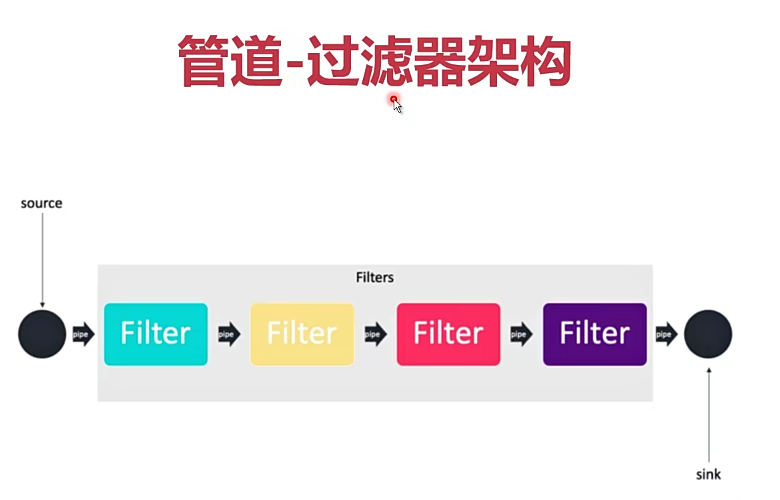 管道-过滤器架构
source
Filters
pipe Filter pipe Filter pipe Filter pipe Filter pipe
sink